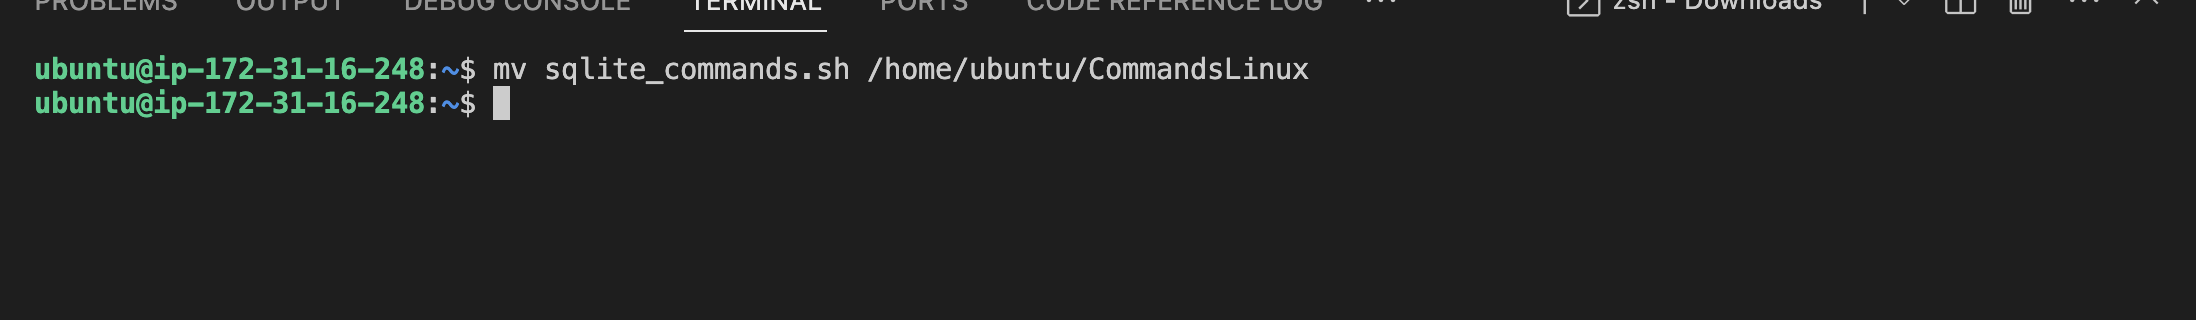 PROBLEMS OUTPUT DEBUG CONSOLE TERMINAL PORTS CODE REFERENCE LOG ··· zsh - Downloads
ubuntu@ip-172-31-16-248:~$ mv sqlite_commands.sh /home/ubuntu/CommandsLinux
ubuntu@ip-172-31-16-248:~$